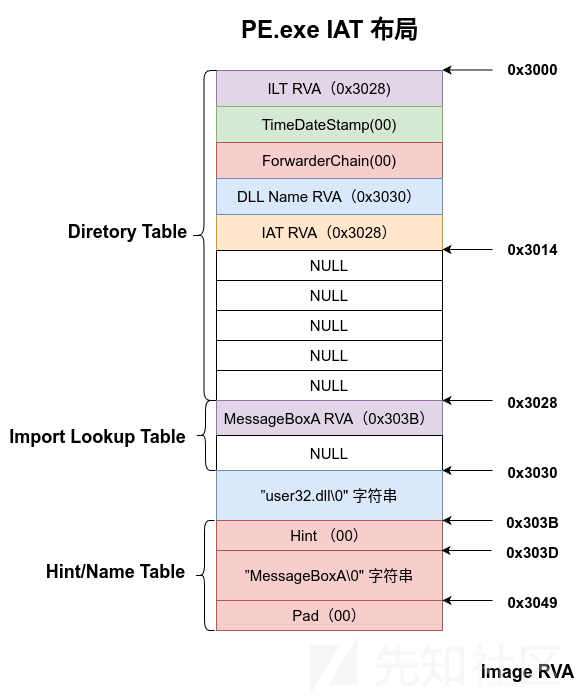 PE.exe IAT 布局
0x3000
ILT RVA（0x3028)
TimeDateStamp(00)
ForwarderChain(00)
DLL Name RVA（0x3030）
Diretory Table
IAT RVA（0x3028）
0x3014
NULL
NULL
NULL
NULL
NULL
0x3028
MessageBoxA RVA（0x303B）
Import Lookup Table
NULL
0x3030
”user32.dll\0" 字符串
0x303B
Hint （00）
0x303D
Hint/Name Table
”MessageBoxA\0" 字符串
0x3049
Pad（00）
先知社区
Image RVA